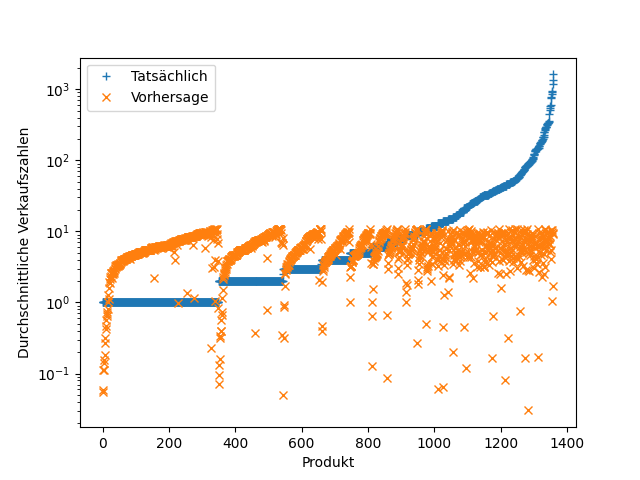 Tatsächlich
Vorhersage
Durchschnittliche Verkaufszahlen
10³
10²
10¹
10⁰
10⁻¹
0 200 400 600 800 1000 1200 1400
Produkt